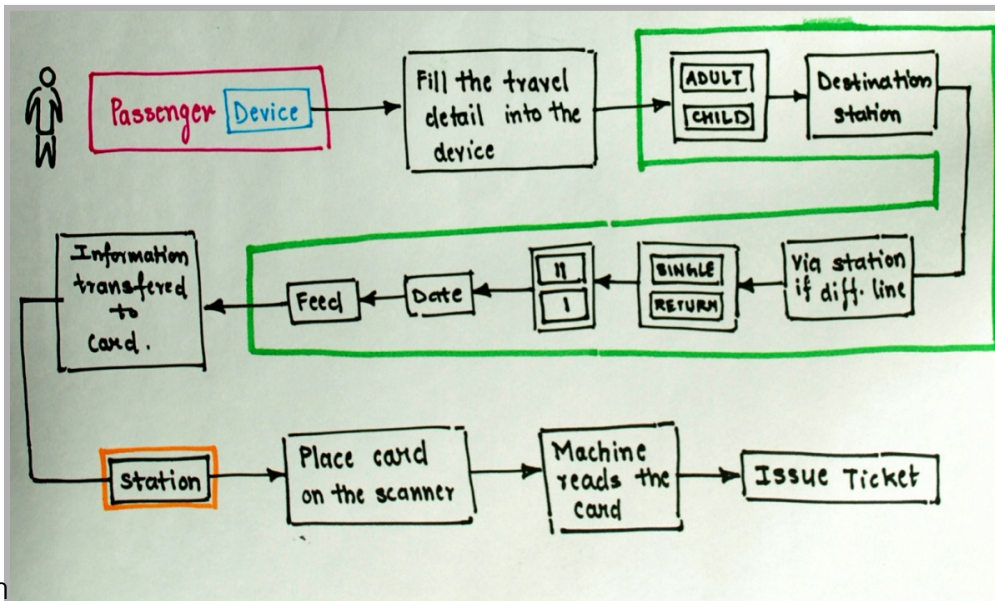 Passenger Device
Fill the travel
detail into the
device
ADULT
CHILD
Destination
station
Via station
if diff. line
SINGLE
RETURN
II
I
Date
Feed
Information
transfered
to
card.
Station
Place card
on the scanner
Machine
reads the
card
Issue Ticket
n